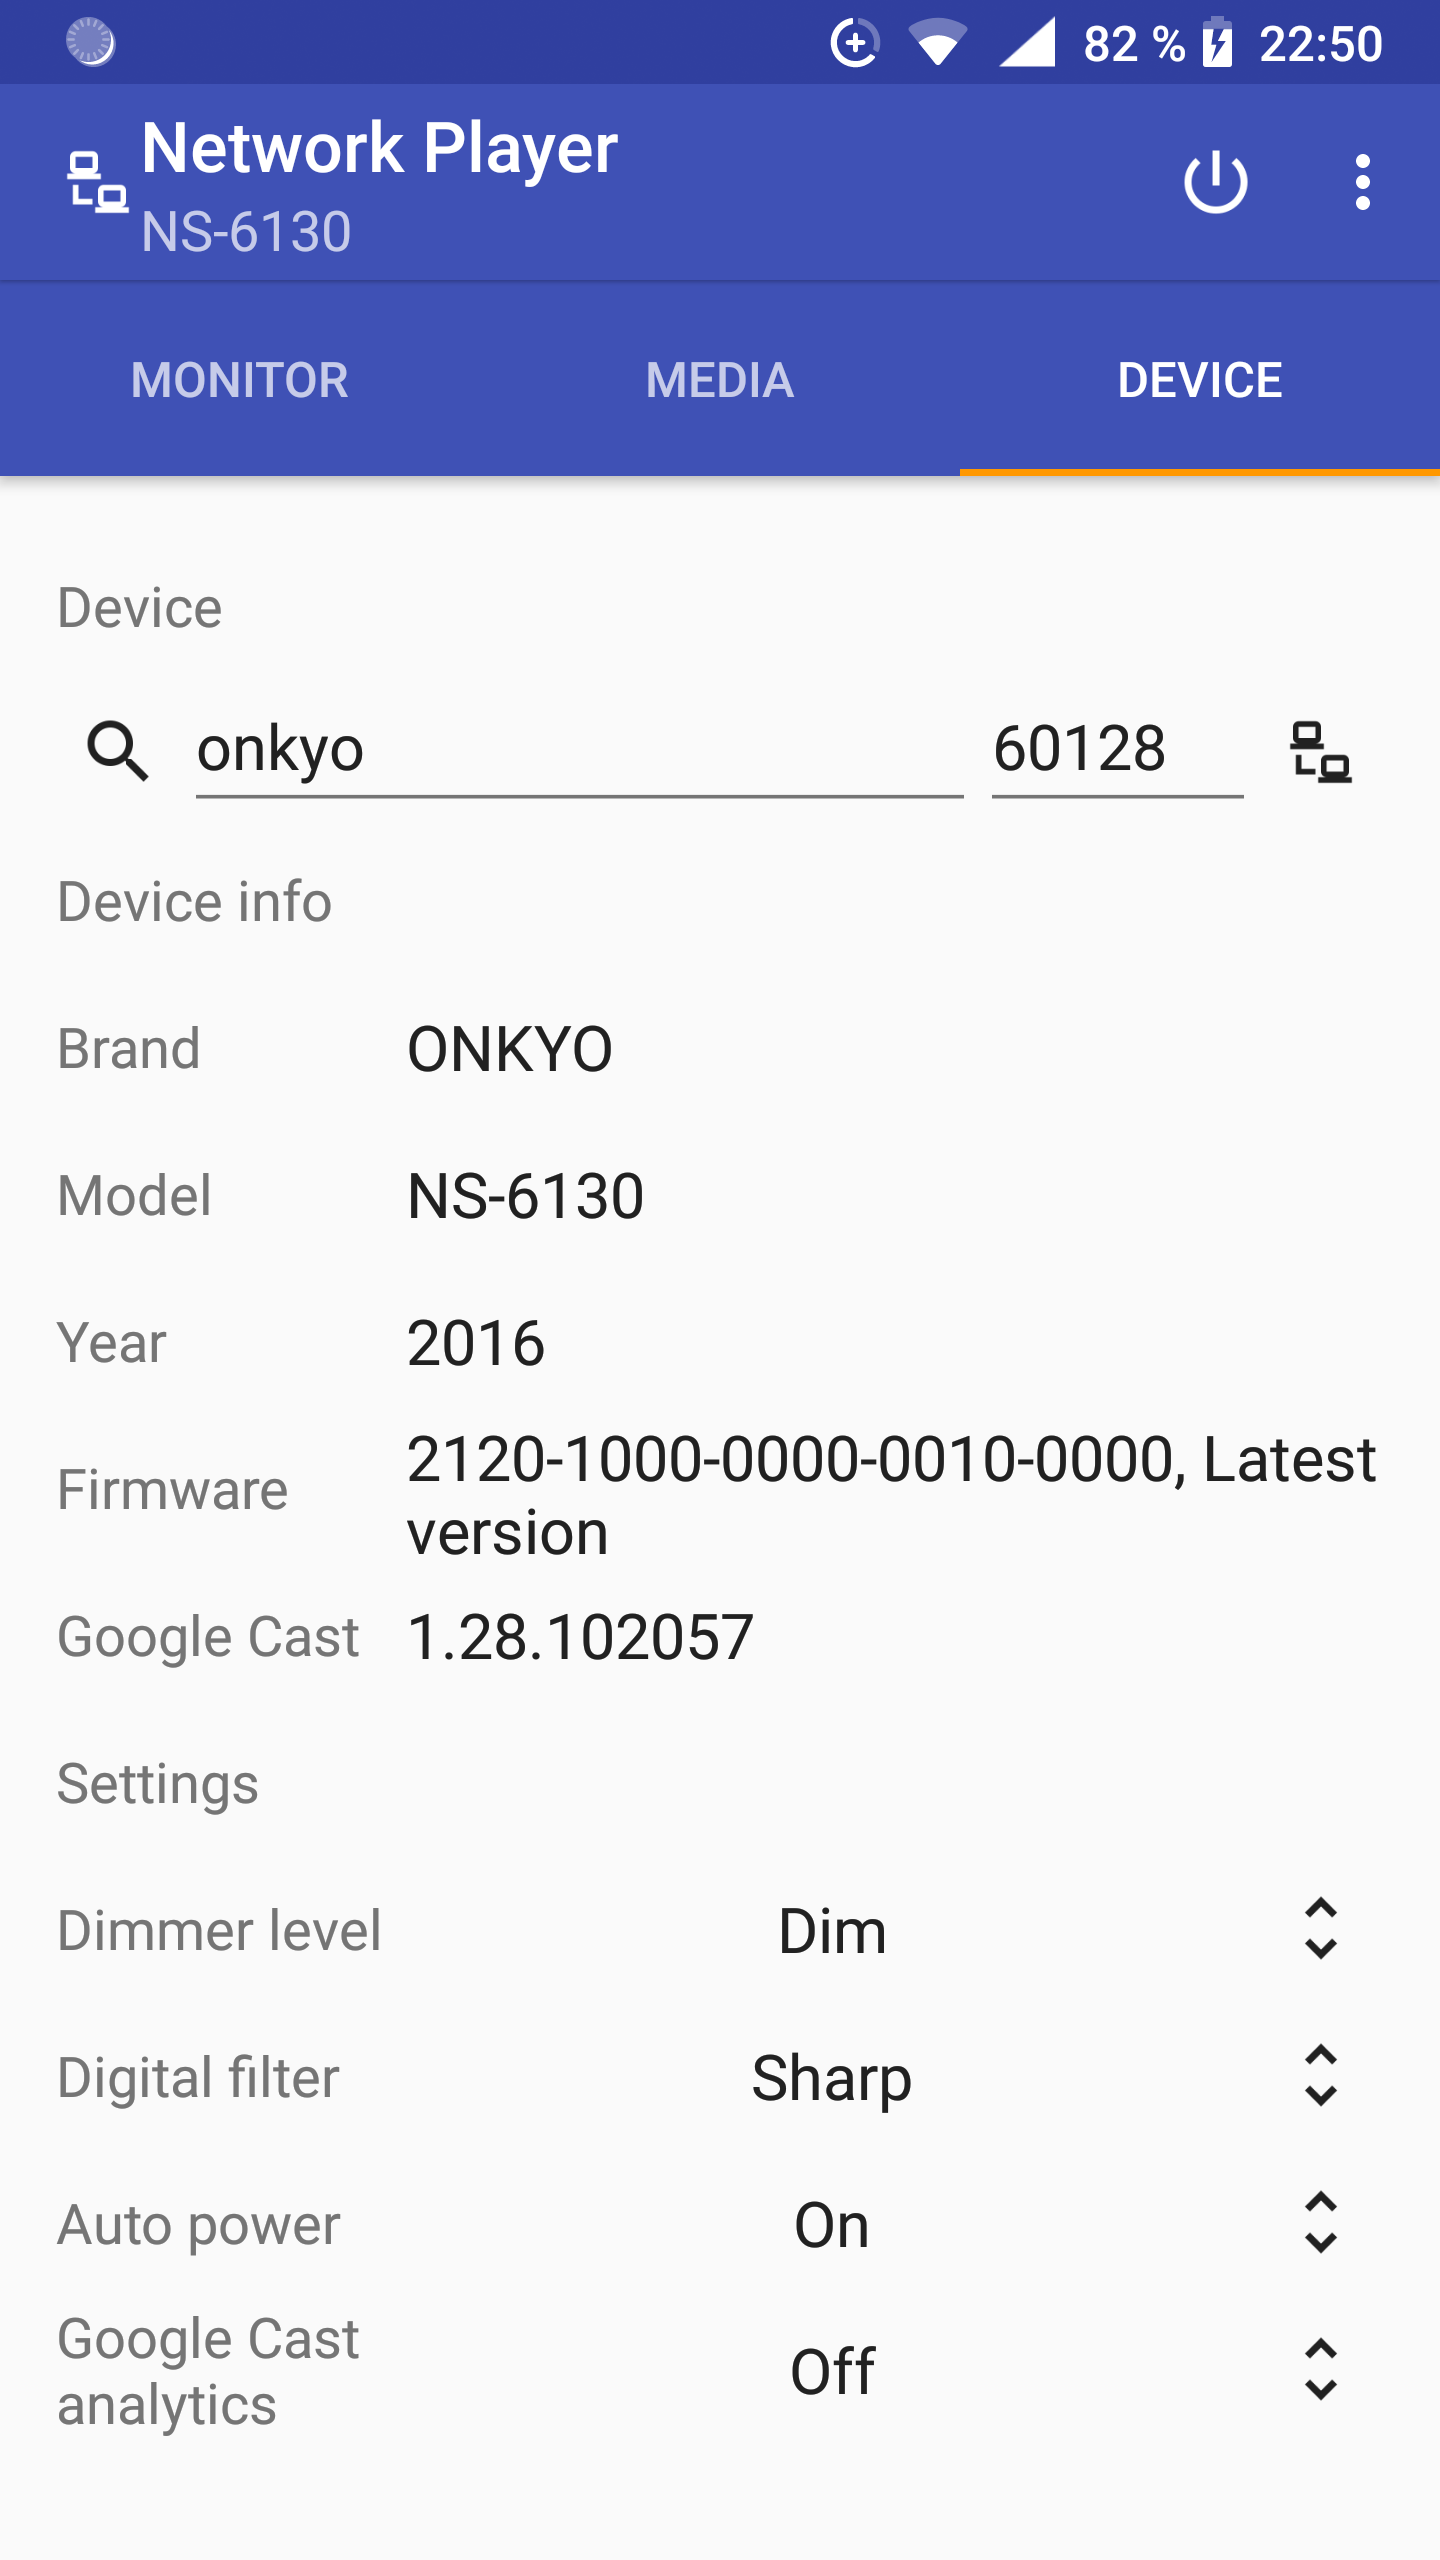 82 % 22:50
Network Player
NS-6130
MONITOR MEDIA DEVICE
Device
onkyo 60128
Device info
Brand ONKYO
Model NS-6130
Year 2016
Firmware 2120-1000-0000-0010-0000, Latest
version
Google Cast 1.28.102057
Settings
Dimmer level Dim
Digital filter Sharp
Auto power On
Google Cast
analytics Off